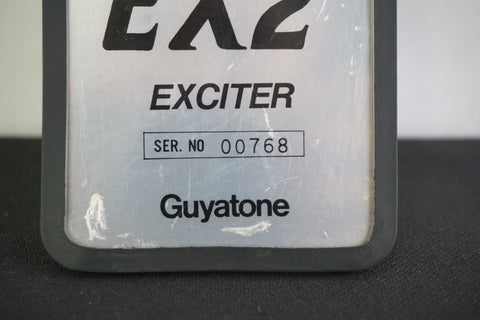 EX2
EXCITER
SER. NO 00768
Guyatone